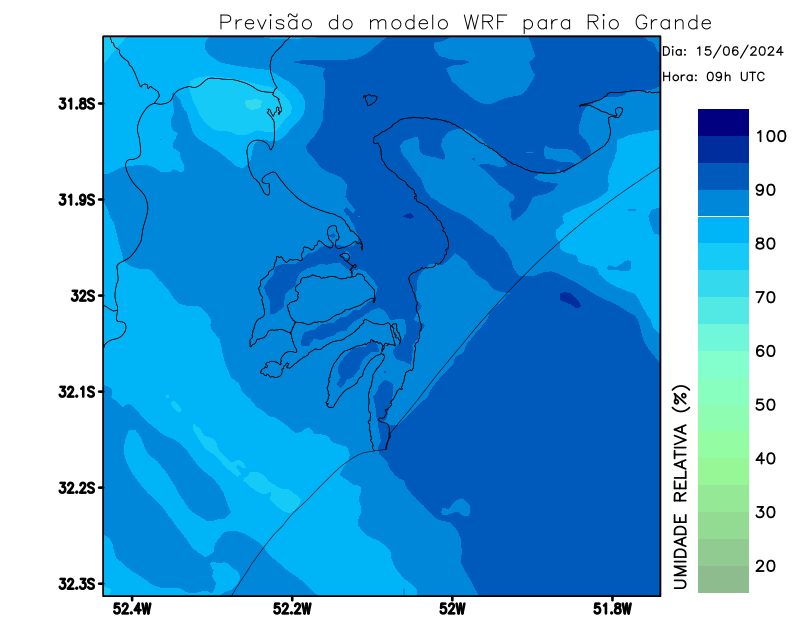 Previsão do modelo WRF para Rio Grande
Dia: 15/06/2024
Hora: 09h UTC
31.8S
31.9S
32S
32.1S
32.2S
32.3S
52.4W
52.2W
52W
51.8W
100
90
80
70
60
50
40
30
20
UMIDADE RELATIVA (%)